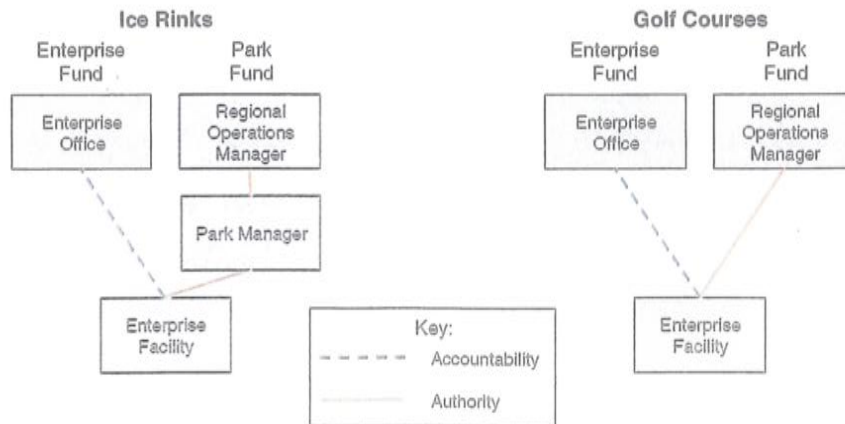 Ice Rinks
Enterprise
Fund
Park
Fund
Enterprise
Office
Regional
Operations
Manager
Park Manager
Enterprise
Facility
Golf Courses
Enterprise
Fund
Park
Fund
Enterprise
Office
Regional
Operations
Manager
Enterprise
Facility
Key:
Accountability
Authority